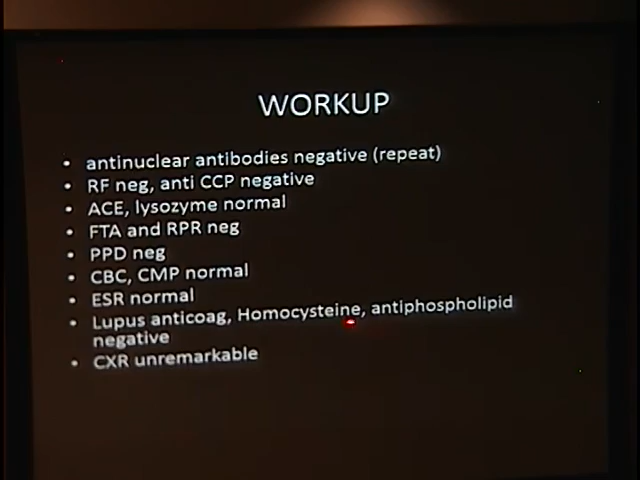 WORKUP
• antinuclear antibodies negative (repeat)
• RF neg, anti CCP negative
• ACE, lysozyme normal
• FTA and RPR neg
• PPD neg
• CBC, CMP normal
• ESR normal
• Lupus anticoag, Homocysteine, antiphospholipid
negative
• CXR unremarkable